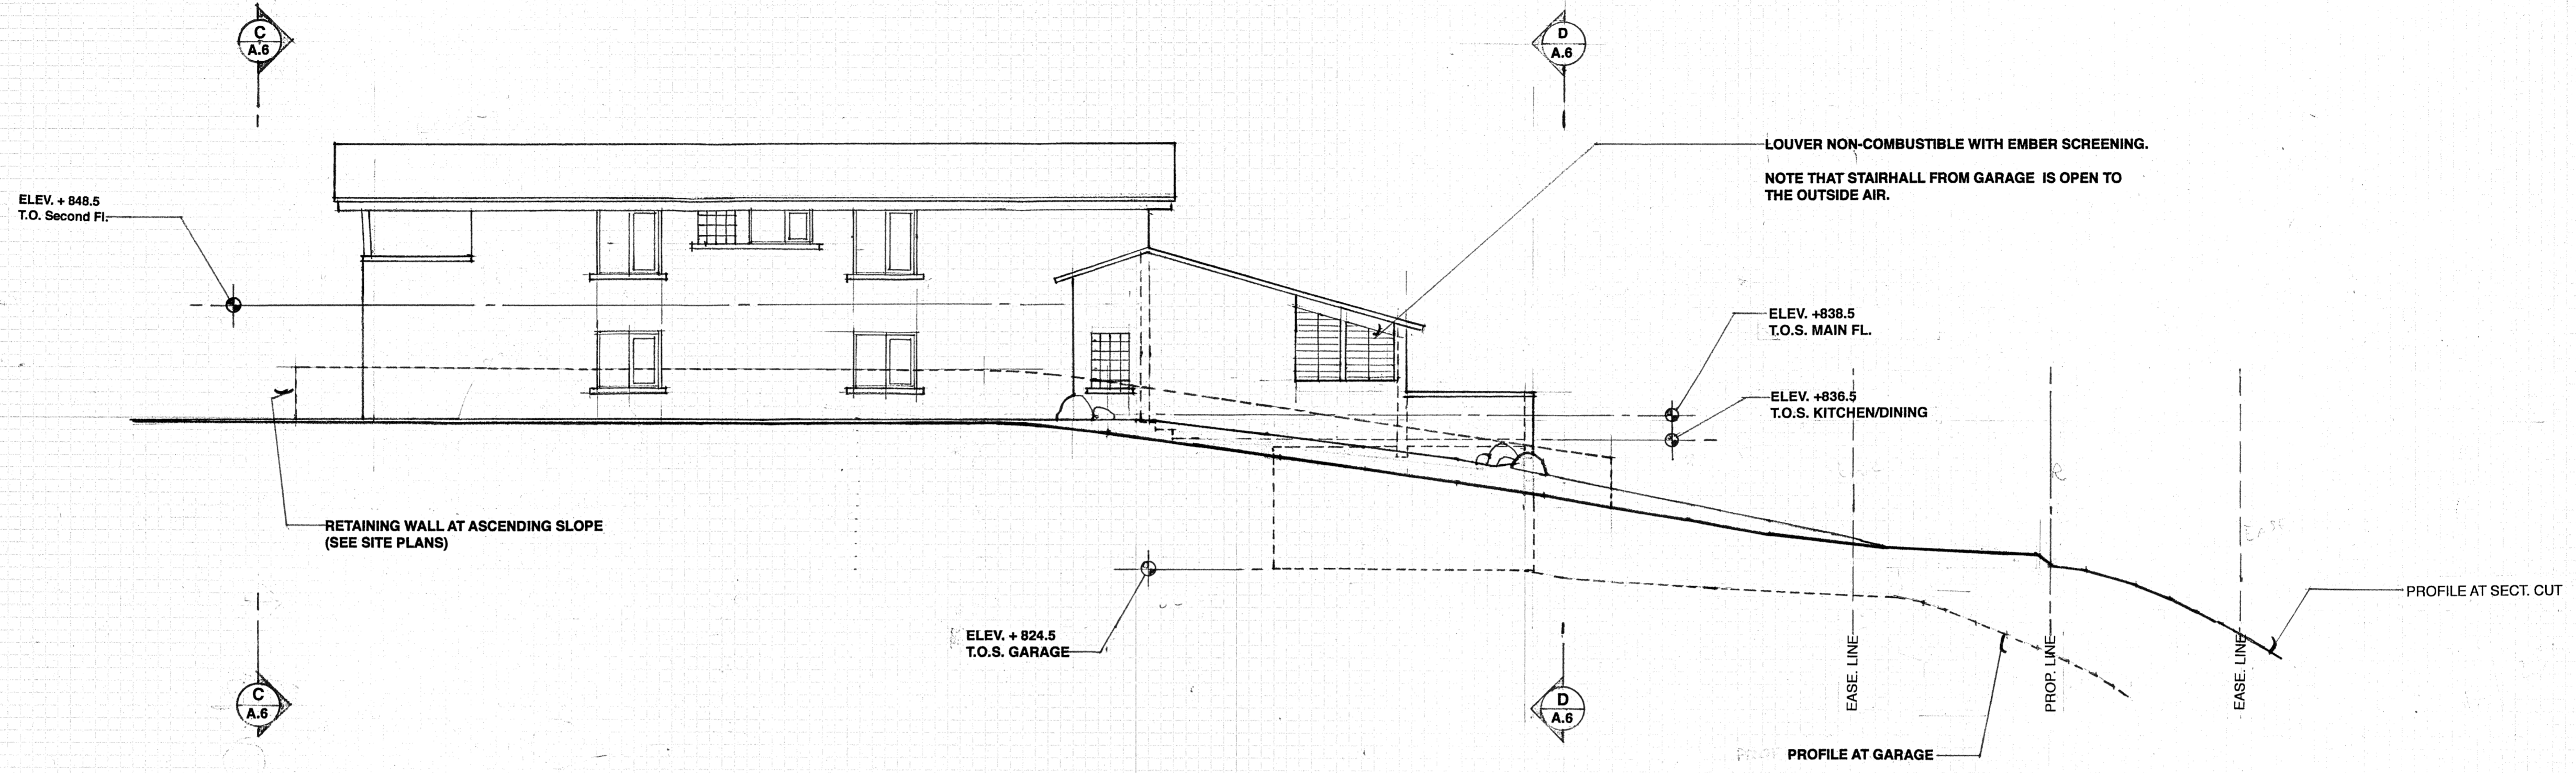 C
A.6
D
A.6
LOUVER NON-COMBUSTIBLE WITH EMBER SCREENING.
NOTE THAT STAIRHALL FROM GARAGE IS OPEN TO
THE OUTSIDE AIR.
ELEV. + 848.5
T.O. Second Fl.
ELEV. +838.5
T.O.S. MAIN FL.
ELEV. +836.5
T.O.S. KITCHEN/DINING
RETAINING WALL AT ASCENDING SLOPE
(SEE SITE PLANS)
ELEV. + 824.5
T.O.S. GARAGE
PROFILE AT SECT. CUT
EASE. LINE
PROP. LINE
EASE. LINE
C
A.6
D
A.6
PROFILE AT GARAGE